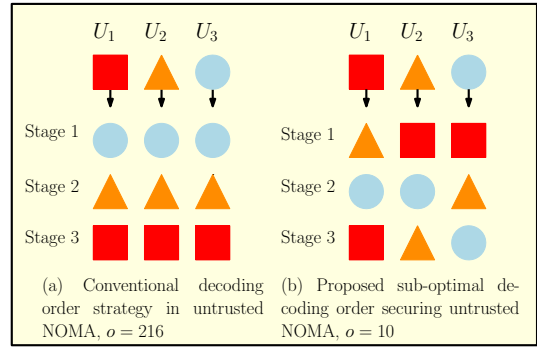 U1 U2 U3
U1 U2 U3
Stage 1
Stage 2
Stage 3
Stage 1
Stage 2
Stage 3
(a) Conventional decoding
order strategy in untrusted
NOMA, o = 216
(b) Proposed sub-optimal de-
coding order securing untrusted
NOMA, o = 10